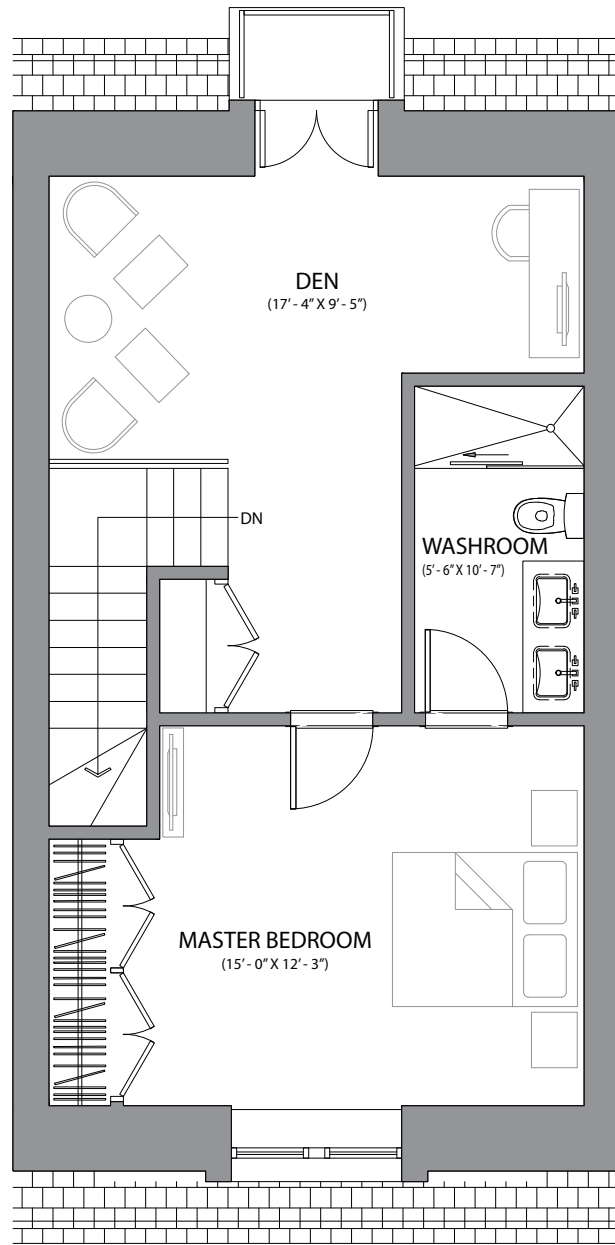 DEN
(17' - 4" X 9' - 5")
DN
WASHROOM
(5' - 6" X 10' - 7")
MASTER BEDROOM
(15' - 0" X 12' - 3")